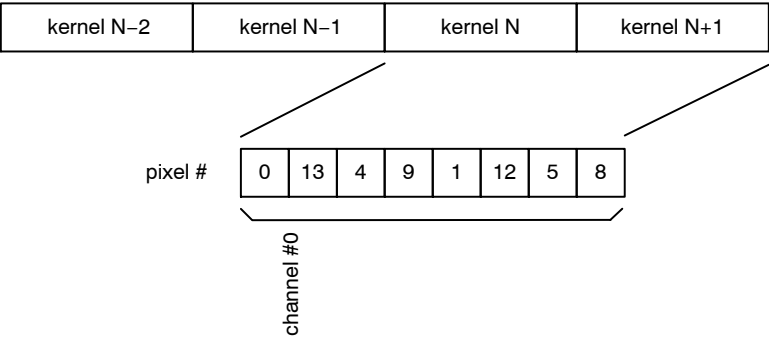 kernel N−2 kernel N−1 kernel N kernel N+1
pixel # 0 13 4 9 1 12 5 8
channel #0